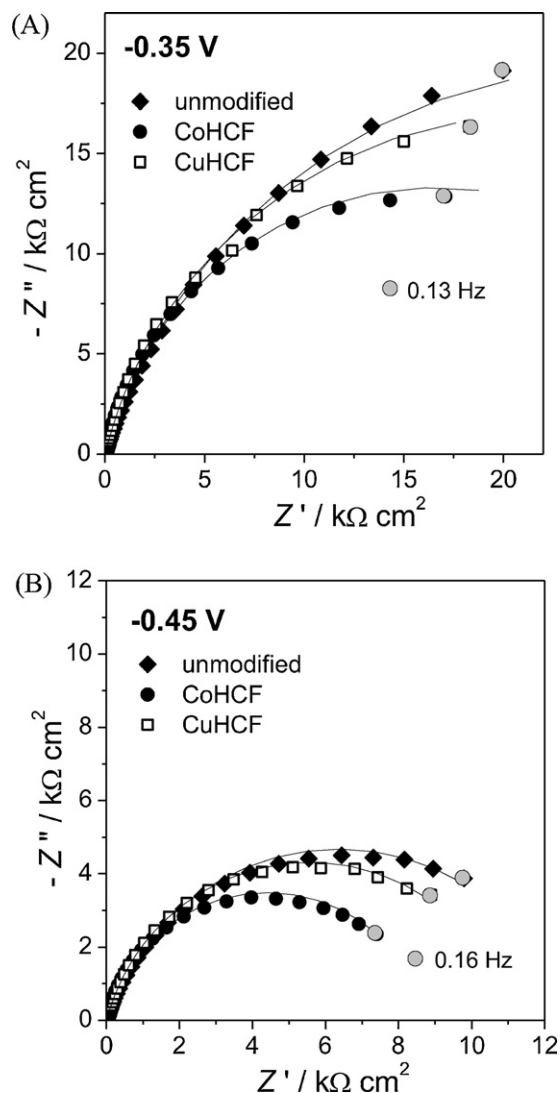 (A)
-0.35 V
unmodified
CoHCF
CuHCF
0.13 Hz
20
15
10
5
0
- Z '' / kΩ cm²
0 5 10 15 20
Z ' / kΩ cm²
(B)
-0.45 V
unmodified
CoHCF
CuHCF
0.16 Hz
12
10
8
6
4
2
0
- Z '' / kΩ cm²
0 2 4 6 8 10 12
Z ' / kΩ cm²